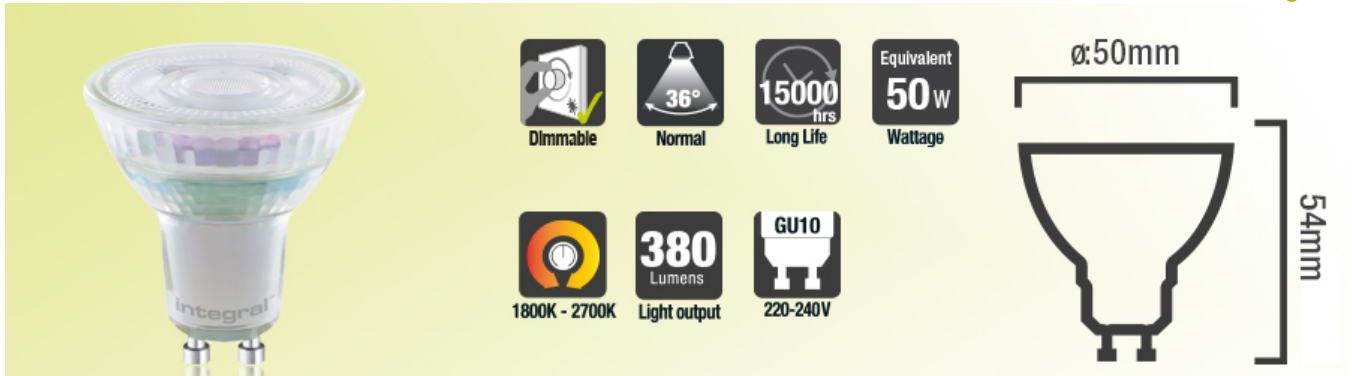 Dimmable
36°
Normal
15000
hrs
Long Life
Equivalent
50 W
Wattage
1800K - 2700K
380
Lumens
Light output
GU10
220-240V
integral™
ø:50mm
54mm